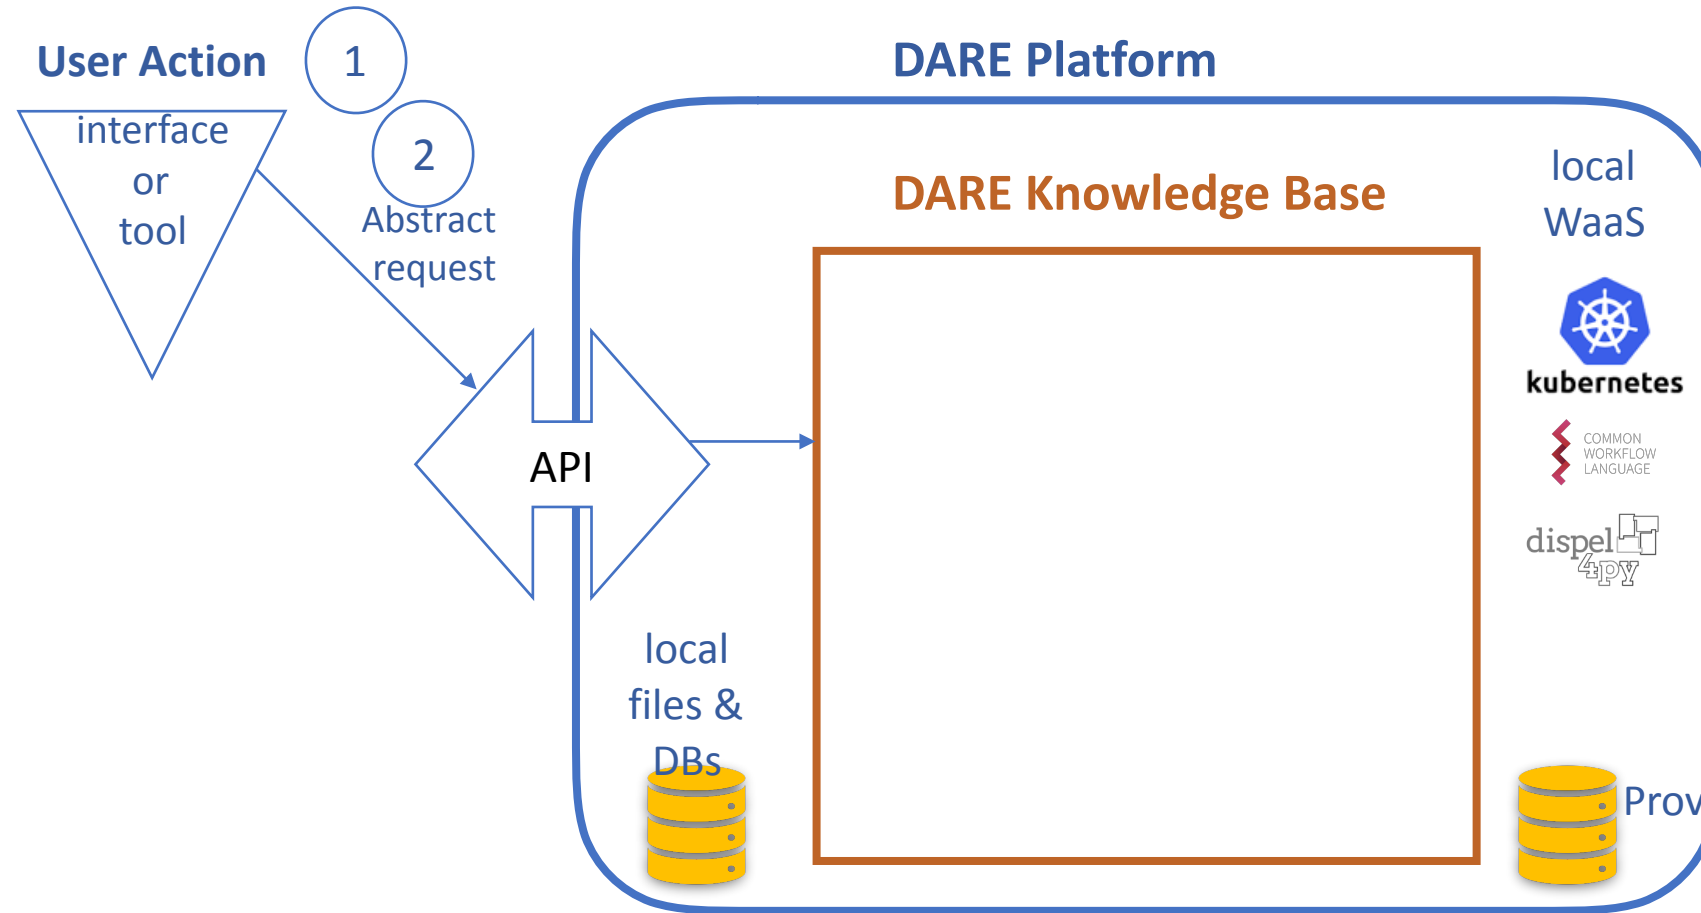 User Action
1
DARE Platform
interface
or
tool
2
Abstract
request
DARE Knowledge Base
local
WaaS
kubernetes
COMMON
WORKFLOW
LANGUAGE
API
dispel
4py
local
files &
DBs
Prov